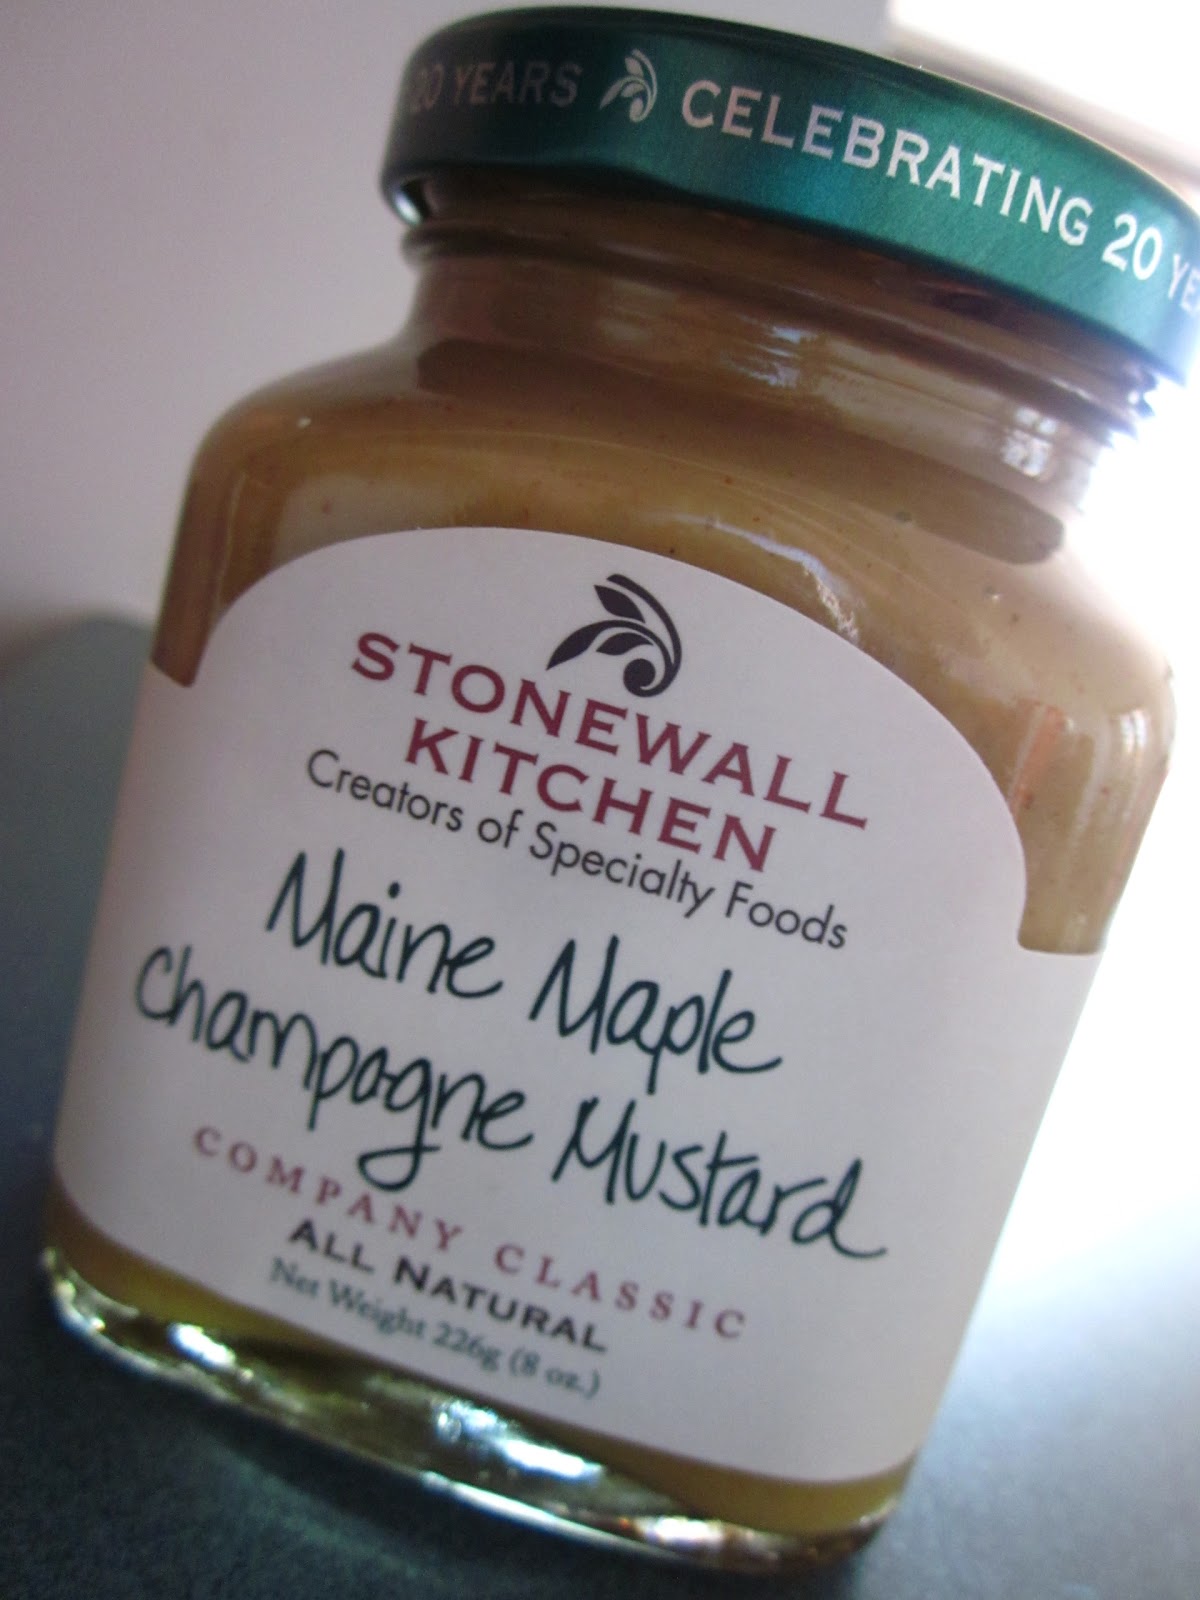 20 YEARS CELEBRATING 20
STONEWALL
KITCHEN
Creators of Specialty Foods
Maine Maple
Champagne Mustard
COMPANY CLASSIC
ALL NATURAL
Net Weight 226g (8 oz.)